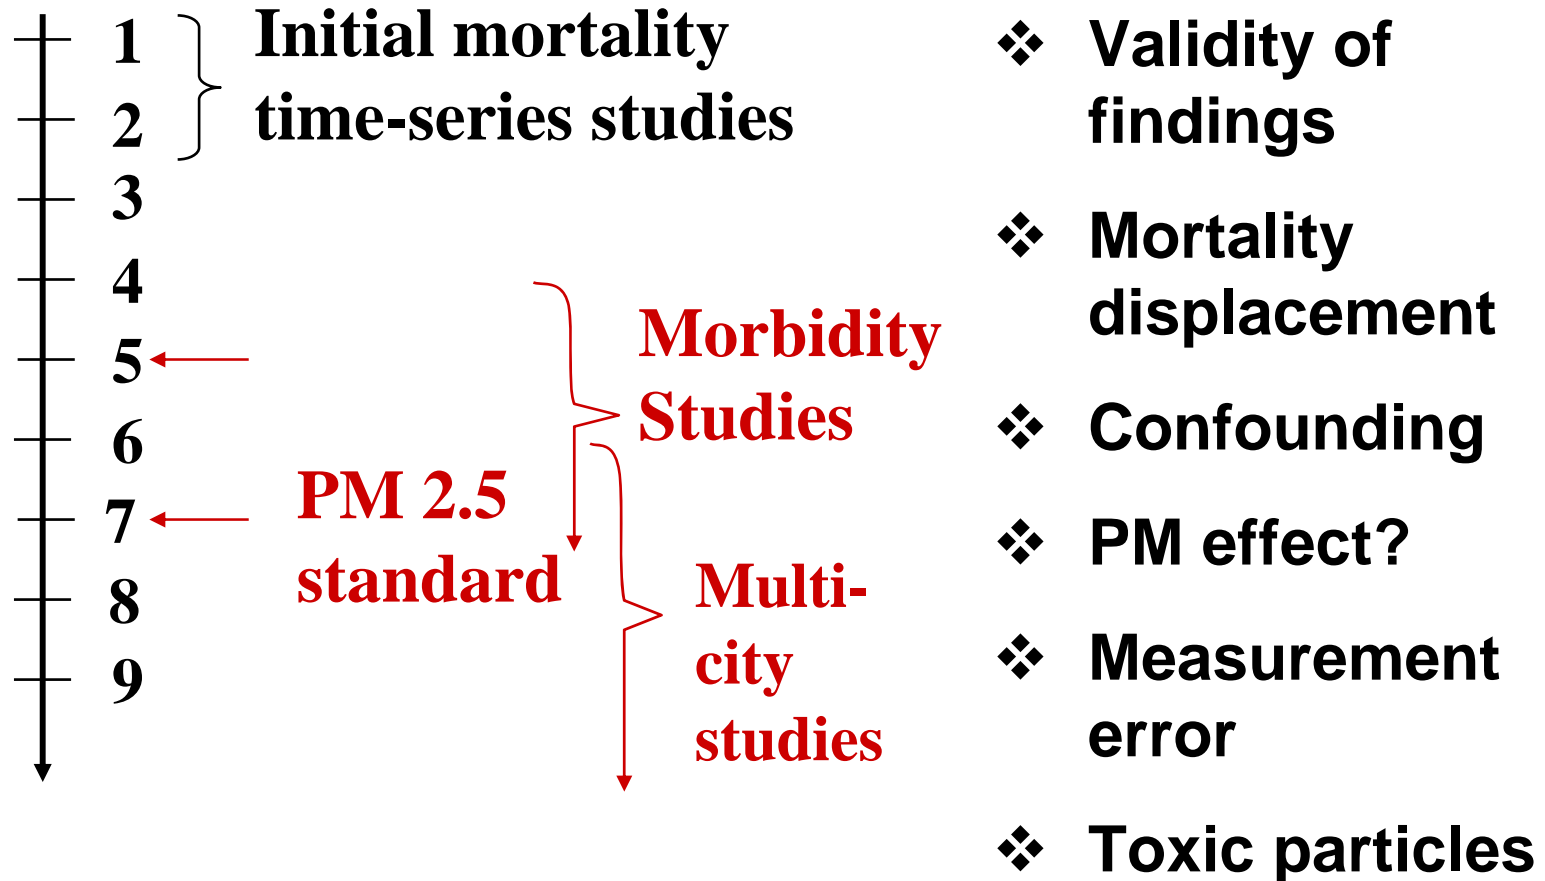 1
2
3
4
5
6
7
8
9
Initial mortality
time-series studies
Morbidity
Studies
PM 2.5
standard
Multi-
city
studies
❖ Validity of
findings
❖ Mortality
displacement
❖ Confounding
❖ PM effect?
❖ Measurement
error
❖ Toxic particles